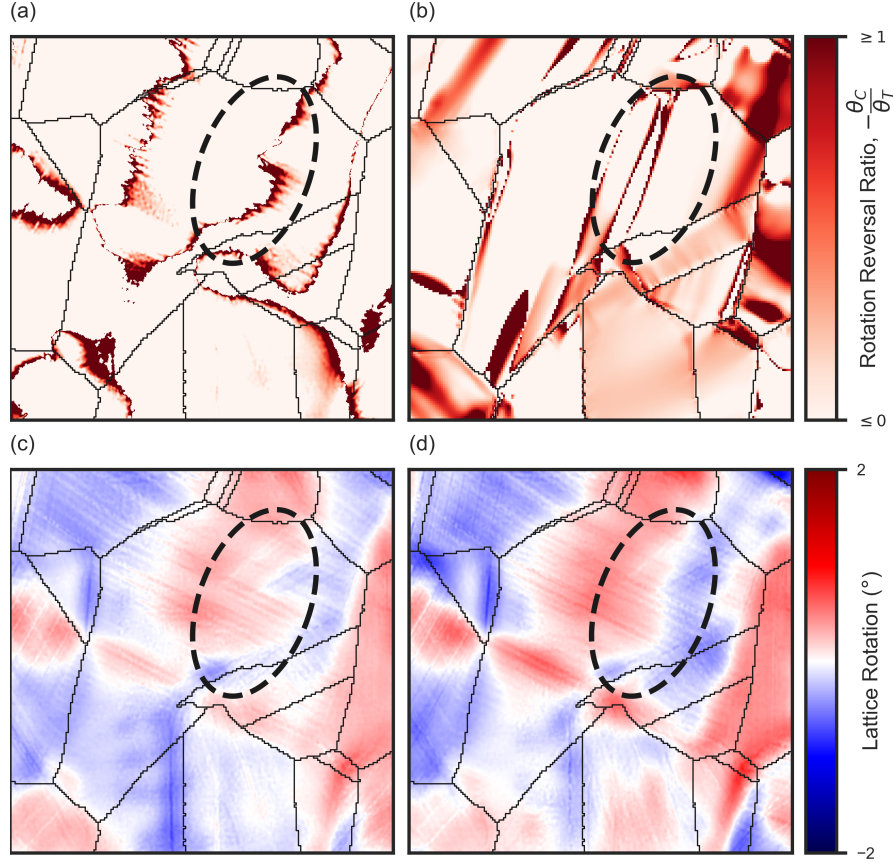 (a)
(b)
≥ 1
Rotation Reversal Ratio, −θC/θT
≤ 0
(c)
(d)
2
Lattice Rotation (°)
−2